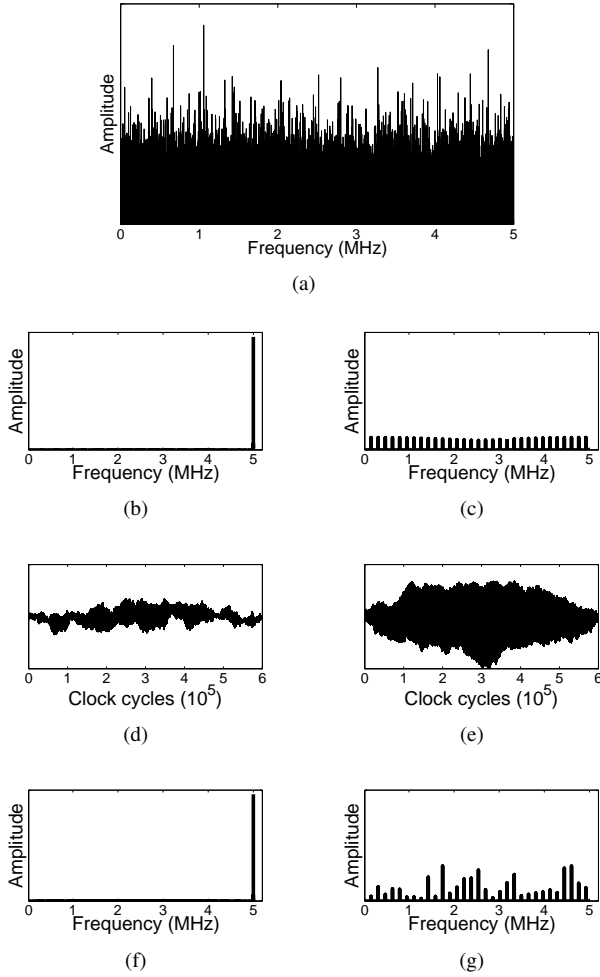 Amplitude
0 1 2 3 4 5
Frequency (MHz)
(a)
Amplitude
0 1 2 3 4 5
Frequency (MHz)
(b)
Amplitude
0 1 2 3 4 5
Frequency (MHz)
(c)
0 1 2 3 4 5 6
Clock cycles (10^5)
(d)
0 1 2 3 4 5 6
Clock cycles (10^5)
(e)
Amplitude
0 1 2 3 4 5
Frequency (MHz)
(f)
Amplitude
0 1 2 3 4 5
Frequency (MHz)
(g)